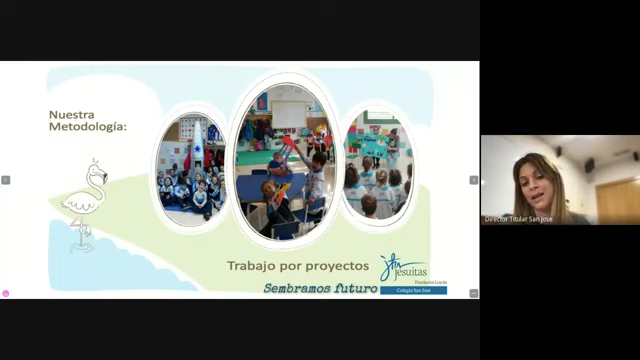 Nuestra
Metodología:
Trabajo por proyectos
jesuitas
Fundación Loyola
Sembramos futuro
Colegio San José
Director Titular San Jose